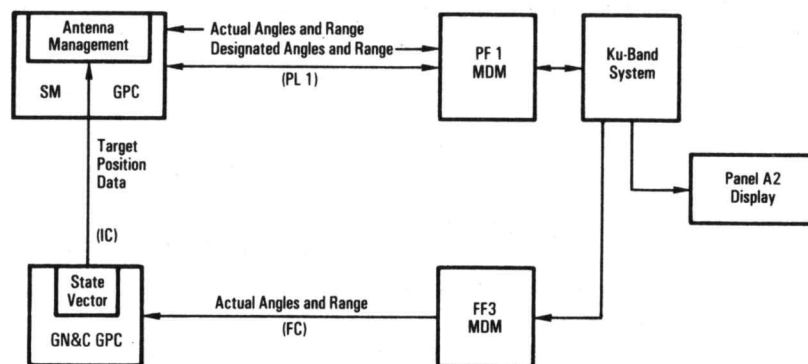 Antenna
Management
SM GPC
Actual Angles and Range
Designated Angles and Range
(PL 1)
PF 1
MDM
Ku-Band
System
Panel A2
Display
Target
Position
Data
(IC)
State
Vector
GN&C GPC
Actual Angles and Range
(FC)
FF3
MDM